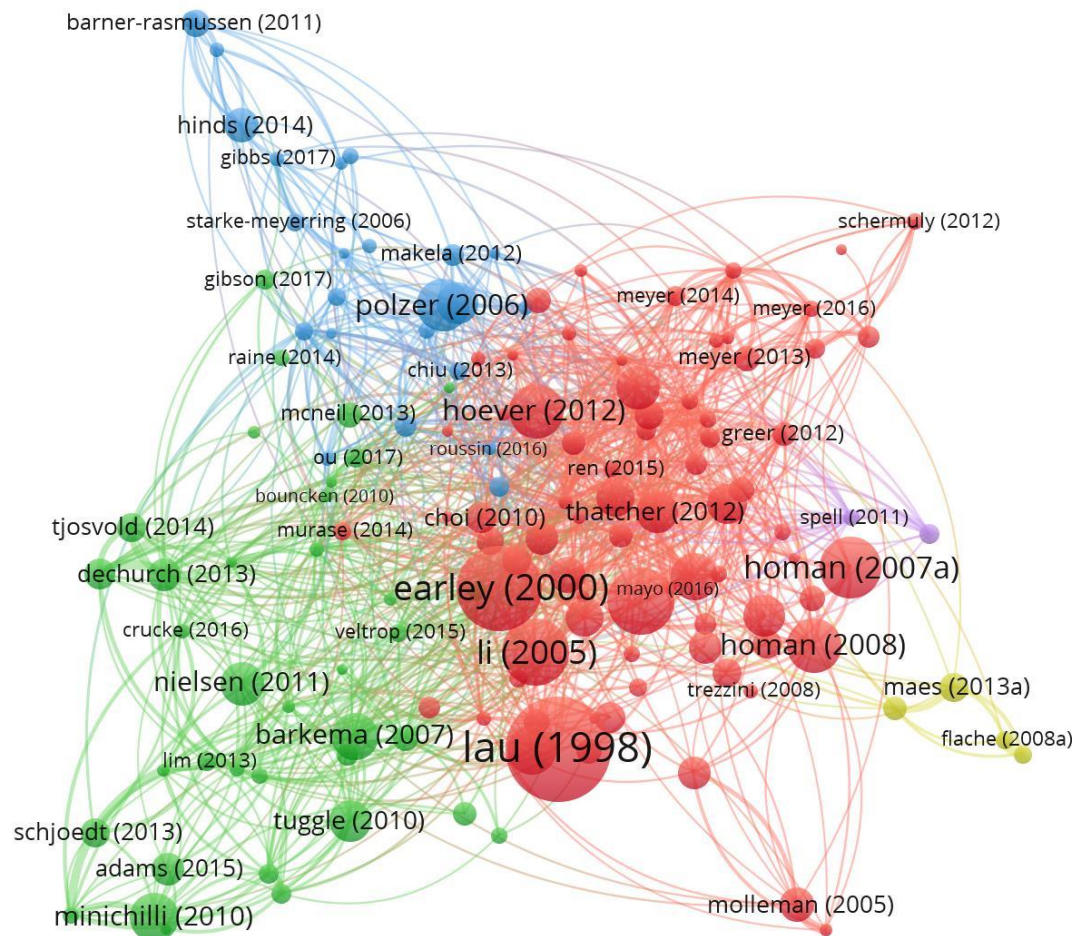 barner-rasmussen (2011)
hinds (2014)
gibbs (2017)
starke-meyerring (2006)
schermuly (2012)
makela (2012)
gibson (2017)
polzer (2006)
meyer (2014)
meyer (2016)
raine (2014)
chiu (2013)
meyer (2013)
mcneil (2013)
hoever (2012)
greer (2012)
ou (2017)
roussin (2016)
ren (2015)
bouncken (2010)
tjosvold (2014)
murase (2014)
choi (2010)
thatcher (2012)
spell (2011)
dechurch (2013)
earley (2000)
mayo (2016)
homan (2007a)
crucke (2016)
veltrop (2015)
li (2005)
homan (2008)
nielsen (2011)
trezzini (2008)
maes (2013a)
barkema (2007)
lau (1998)
flache (2008a)
lim (2013)
schjoedt (2013)
tuggle (2010)
adams (2015)
minichilli (2010)
molleman (2005)